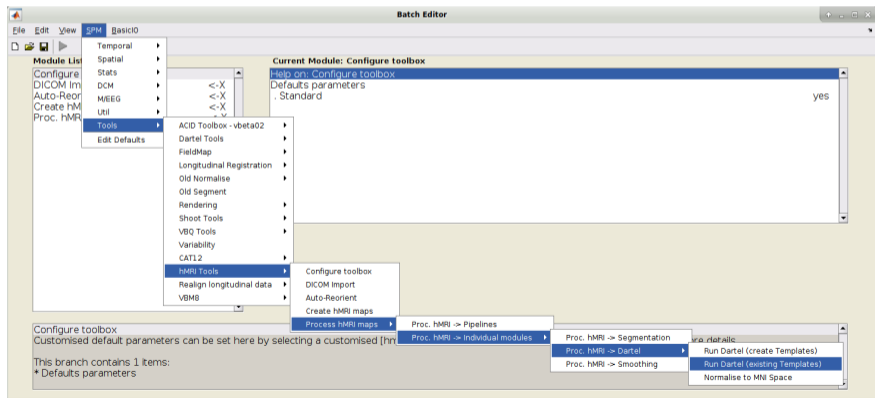 Batch Editor
File Edit View SPM BasicIO
Module List
Configure
DICOM Im <-X
Auto-Reor <-X
Create hM <-X
Proc. hMR <-X
Current Module: Configure toolbox
Help on: Configure toolbox
Defaults parameters
. Standard yes
Temporal
Spatial
Stats
DCM
M/EEG
Util
Tools
Edit Defaults
ACID Toolbox - vbeta02
Dartel Tools
FieldMap
Longitudinal Registration
Old Normalise
Old Segment
Rendering
Shoot Tools
VBQ Tools
Variability
CAT12
hMRI Tools
Realign longitudinal data
VBM8
Configure toolbox
DICOM Import
Auto-Reorient
Create hMRI maps
Process hMRI maps
Proc. hMRI -> Pipelines
Proc. hMRI -> Individual modules
Proc. hMRI -> Segmentation
Proc. hMRI -> Dartel
Proc. hMRI -> Smoothing
Run Dartel (create Templates)
Run Dartel (existing Templates)
Normalise to MNI Space
Configure toolbox
Customised default parameters can be set here by selecting a customised [hm re details.
This branch contains 1 items:
* Defaults parameters